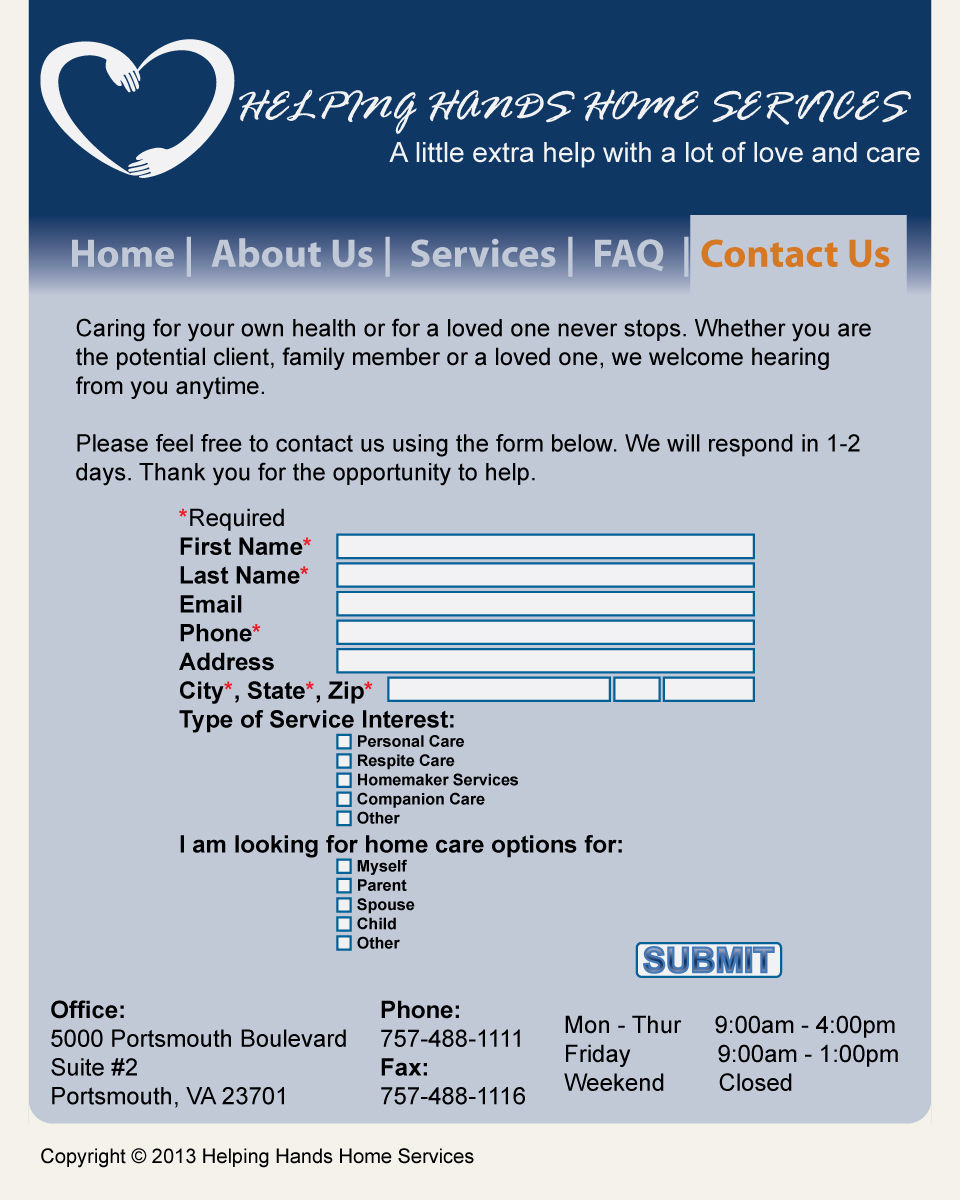 HELPING HANDS HOME SERVICES
A little extra help with a lot of love and care
Home | About Us | Services | FAQ | Contact Us
Caring for your own health or for a loved one never stops. Whether you are
the potential client, family member or a loved one, we welcome hearing
from you anytime.
Please feel free to contact us using the form below. We will respond in 1-2
days. Thank you for the opportunity to help.
*Required
First Name*
Last Name*
Email
Phone*
Address
City*, State*, Zip*
Type of Service Interest:
Personal Care
Respite Care
Homemaker Services
Companion Care
Other
I am looking for home care options for:
Myself
Parent
Spouse
Child
Other
SUBMIT
Office:
5000 Portsmouth Boulevard
Suite #2
Portsmouth, VA 23701
Phone:
757-488-1111
Fax:
757-488-1116
Mon - Thur 9:00am - 4:00pm
Friday 9:00am - 1:00pm
Weekend Closed
Copyright © 2013 Helping Hands Home Services